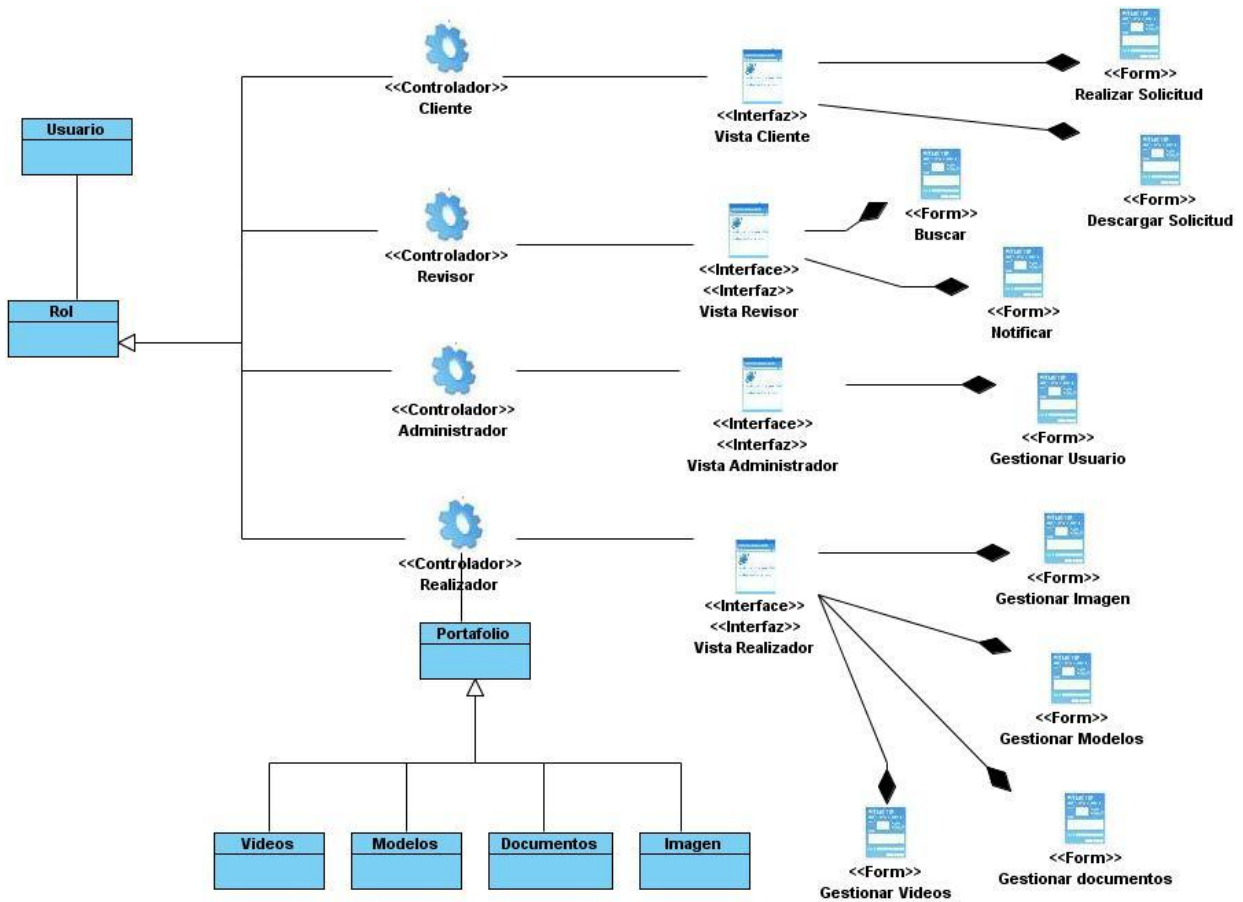 <<Controlador>>
Cliente
<<Interfaz>>
Vista Cliente
<<Form>>
Realizar Solicitud
<<Form>>
Descargar Solicitud
Usuario
<<Form>>
Buscar
<<Controlador>>
Revisor
<<Interface>>
<<Interfaz>>
Vista Revisor
<<Form>>
Notificar
Rol
<<Controlador>>
Administrador
<<Interface>>
<<Interfaz>>
Vista Administrador
<<Form>>
Gestionar Usuario
<<Controlador>>
Realizador
<<Interface>>
<<Interfaz>>
Vista Realizador
<<Form>>
Gestionar Imagen
Portafolio
<<Form>>
Gestionar Modelos
Videos
Modelos
Documentos
Imagen
<<Form>>
Gestionar Videos
<<Form>>
Gestionar documentos